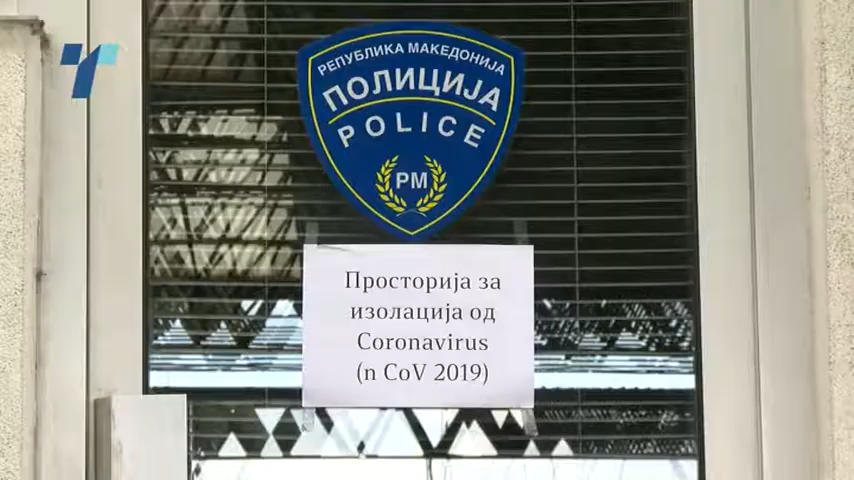 РЕПУБЛИКА МАКЕДОНИЈА
ПОЛИЦИЈА
POLICE
РМ
Просторија за
изолација од
Coronavirus
(n CoV 2019)